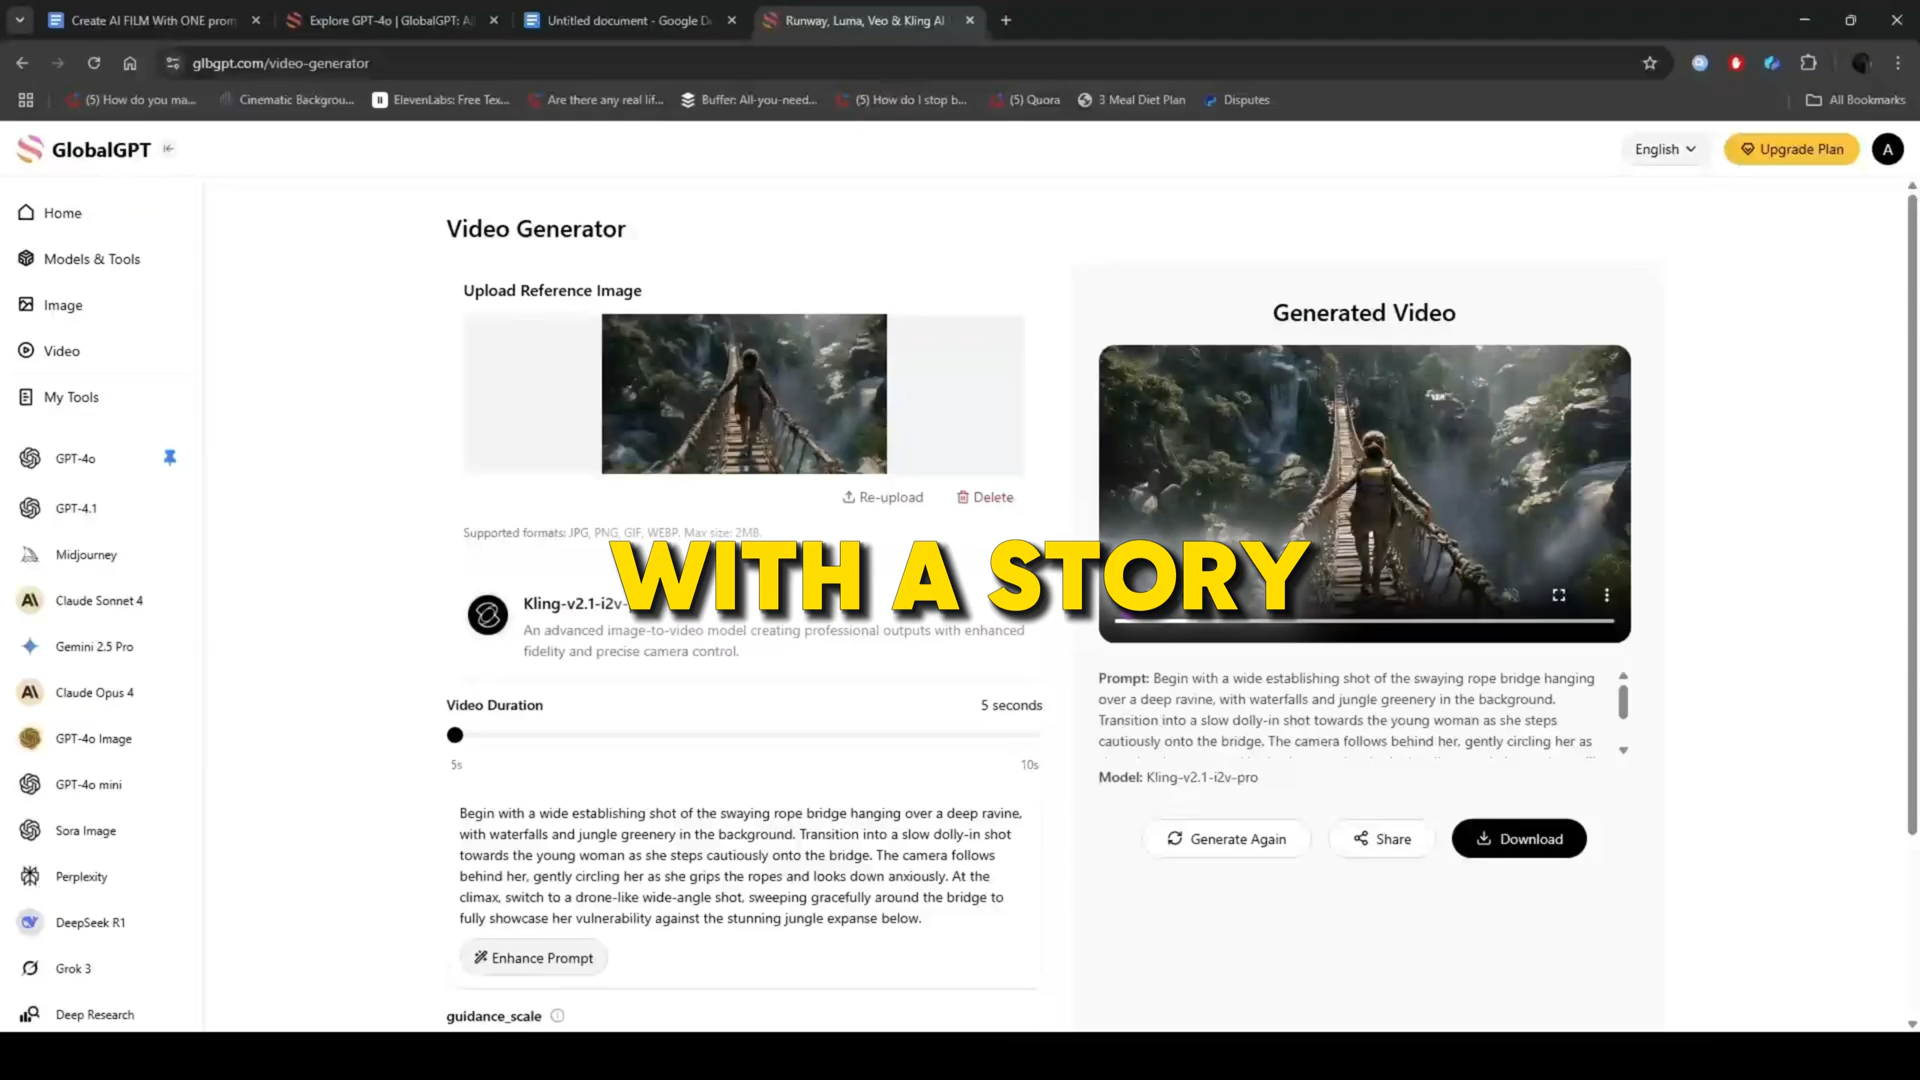 Create AI FILM With ONE prom
Explore GPT-4o | GlobalGPT: A
Untitled document - Google D
Runway, Luma, Veo & Kling AI
glbgpt.com/video-generator
(5) How do you ma...
Cinematic Backgrou...
ElevenLabs: Free Tex...
Are there any real lif...
Buffer: All-you-need...
(5) How do I stop b...
(5) Quora
3 Meal Diet Plan
Disputes
All Bookmarks
GlobalGPT
English
Upgrade Plan
A
Home
Models & Tools
Image
Video
My Tools
GPT-4o
GPT-4.1
Midjourney
Claude Sonnet 4
Gemini 2.5 Pro
Claude Opus 4
GPT-4o Image
GPT-4o mini
Sora Image
Perplexity
DeepSeek R1
Grok 3
Deep Research
Video Generator
Upload Reference Image
Re-upload
Delete
Supported formats: JPG, PNG, GIF, WEBP. Max size: 2MB.
WITH A STORY
Kling-v2.1-i2v-
An advanced image-to-video model creating professional outputs with enhanced
fidelity and precise camera control.
Video Duration
5 seconds
5s
10s
Begin with a wide establishing shot of the swaying rope bridge hanging over a deep ravine,
with waterfalls and jungle greenery in the background. Transition into a slow dolly-in shot
towards the young woman as she steps cautiously onto the bridge. The camera follows
behind her, gently circling her as she grips the ropes and looks down anxiously. At the
climax, switch to a drone-like wide-angle shot, sweeping gracefully around the bridge to
fully showcase her vulnerability against the stunning jungle expanse below.
Enhance Prompt
guidance_scale
Generated Video
Prompt: Begin with a wide establishing shot of the swaying rope bridge hanging
over a deep ravine, with waterfalls and jungle greenery in the background.
Transition into a slow dolly-in shot towards the young woman as she steps
cautiously onto the bridge. The camera follows behind her, gently circling her as
Model: Kling-v2.1-i2v-pro
Generate Again
Share
Download